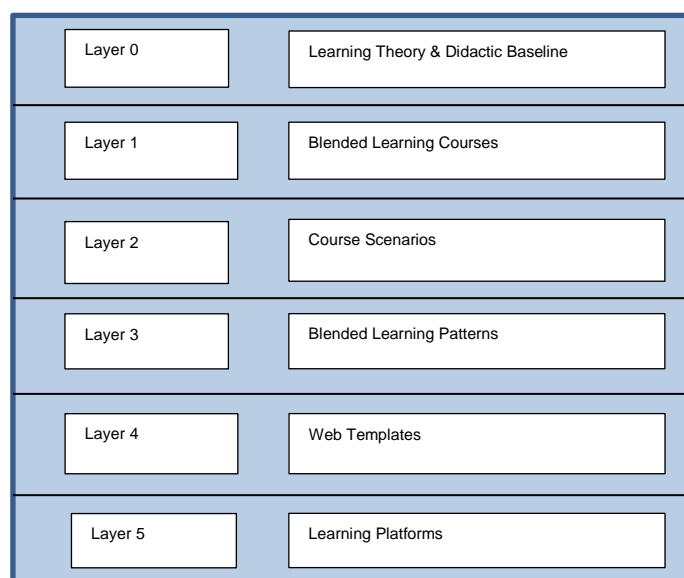 Layer 0
Learning Theory & Didactic Baseline
Layer 1
Blended Learning Courses
Layer 2
Course Scenarios
Layer 3
Blended Learning Patterns
Layer 4
Web Templates
Layer 5
Learning Platforms